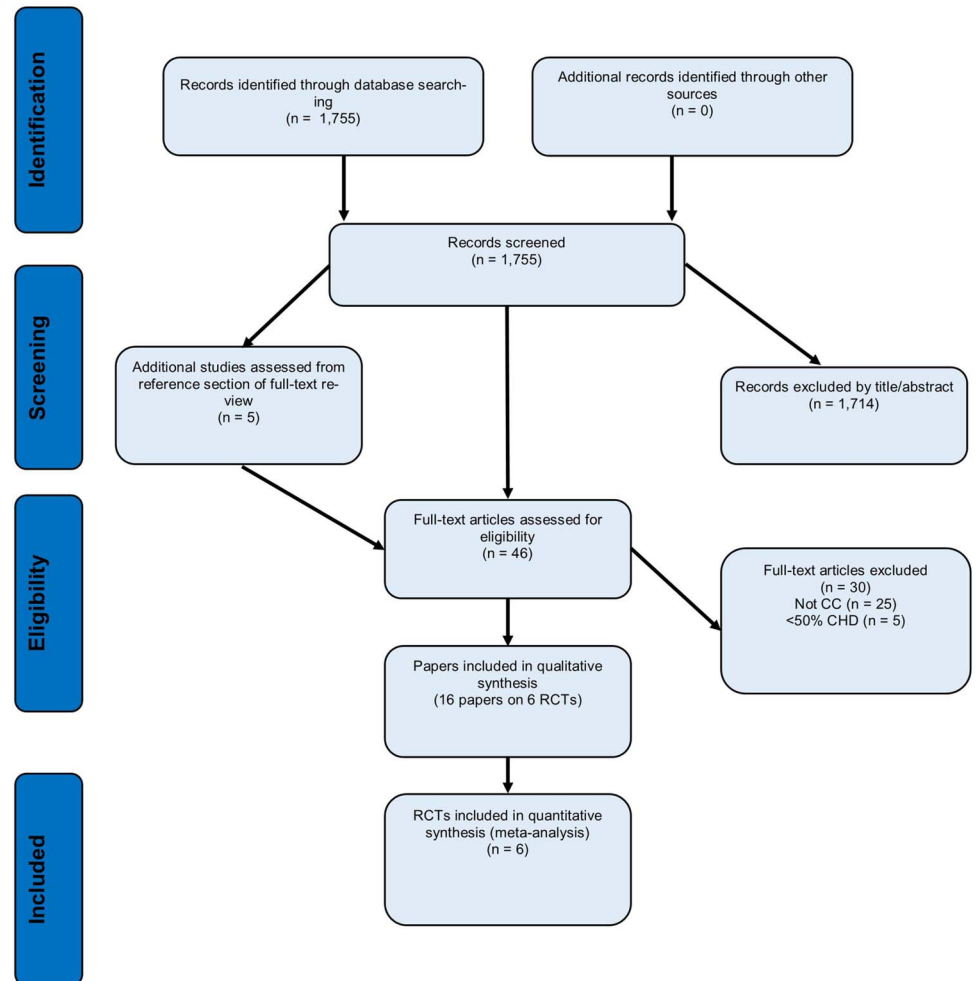 Identification
Records identified through database search-
ing
(n = 1,755)
Additional records identified through other
sources
(n = 0)
Records screened
(n = 1,755)
Screening
Additional studies assessed from
reference section of full-text re-
view
(n = 5)
Records excluded by title/abstract
(n = 1,714)
Eligibility
Full-text articles assessed for
eligibility
(n = 46)
Full-text articles excluded
(n = 30)
Not CC (n = 25)
<50% CHD (n = 5)
Papers included in qualitative
synthesis
(16 papers on 6 RCTs)
Included
RCTs included in quantitative
synthesis (meta-analysis)
(n = 6)